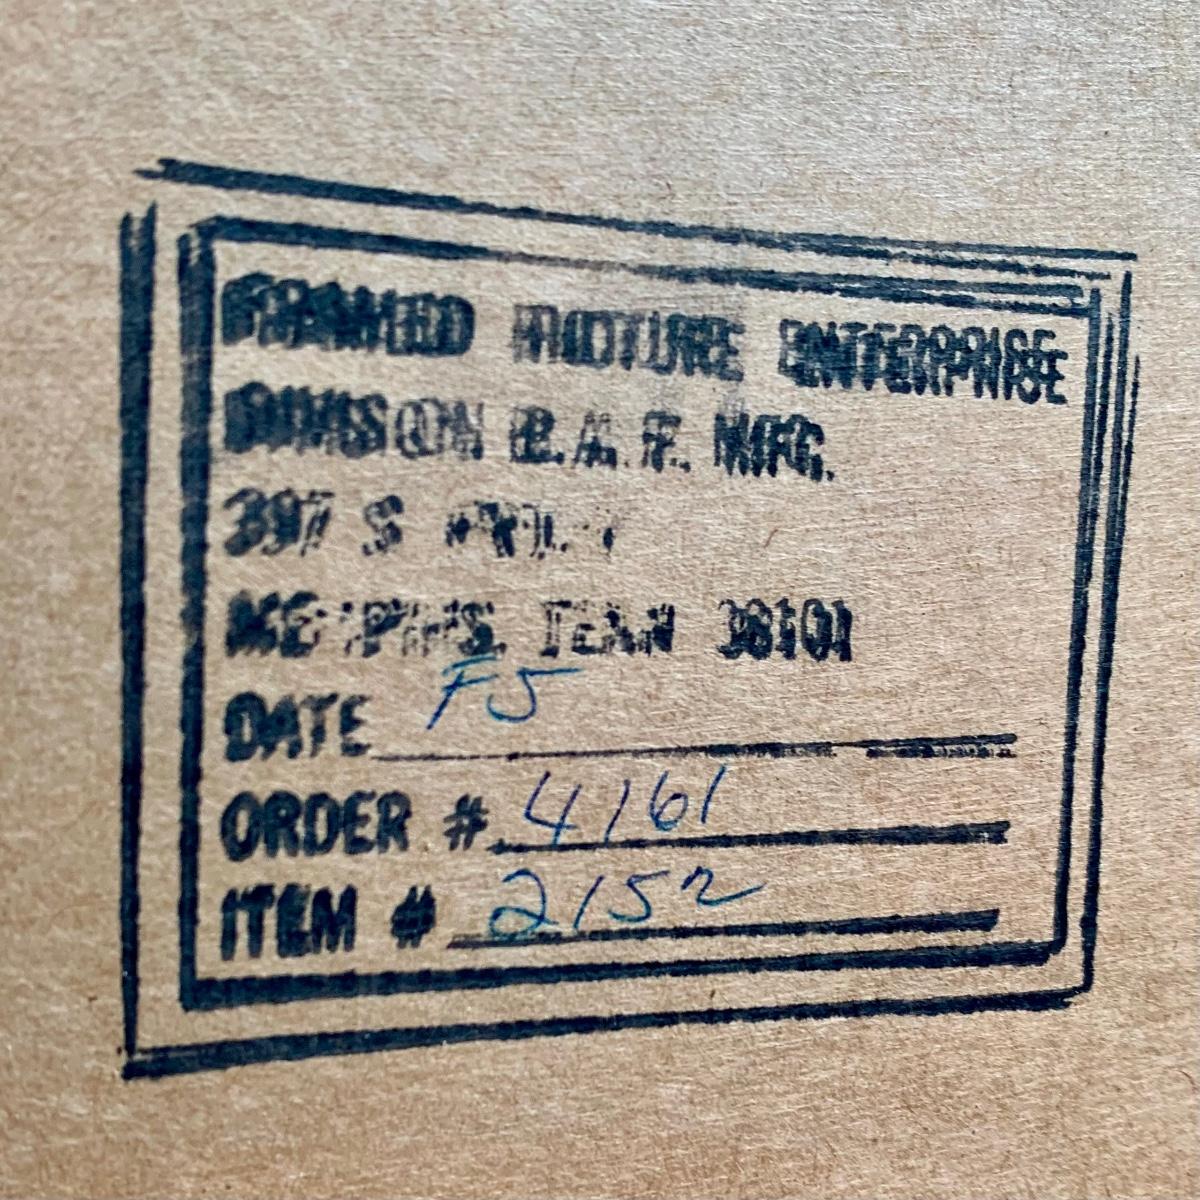 FRAMED PICTURE ENTERPRISE
DIVISION B.A.F. MFG.
397 S
MEMPHIS, TENN 38101
DATE F5
ORDER # 4161
ITEM # 2152